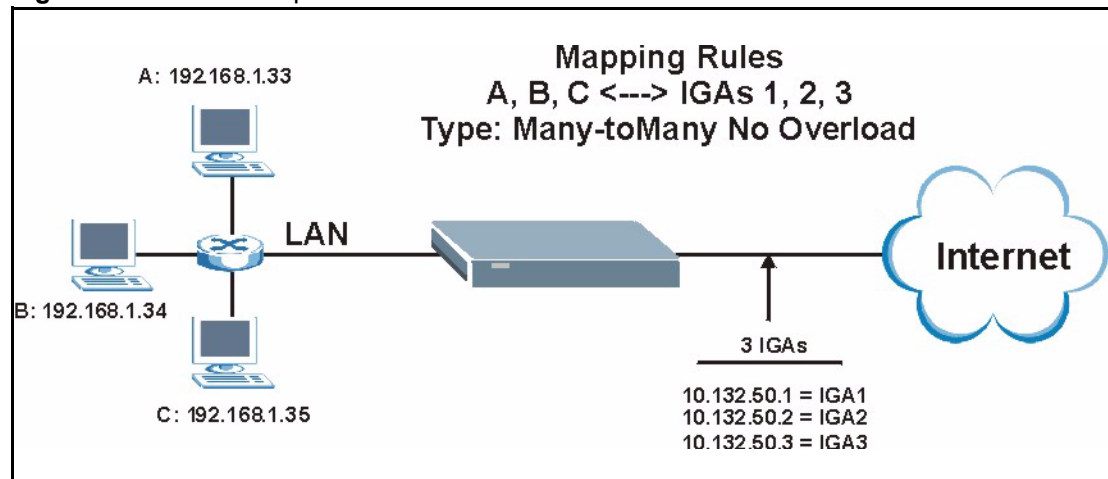 A: 192.168.1.33
Mapping Rules
A, B, C <---> IGAs 1, 2, 3
Type: Many-toMany No Overload
LAN
Internet
B: 192.168.1.34
C: 192.168.1.35
3 IGAs
10.132.50.1 = IGA1
10.132.50.2 = IGA2
10.132.50.3 = IGA3